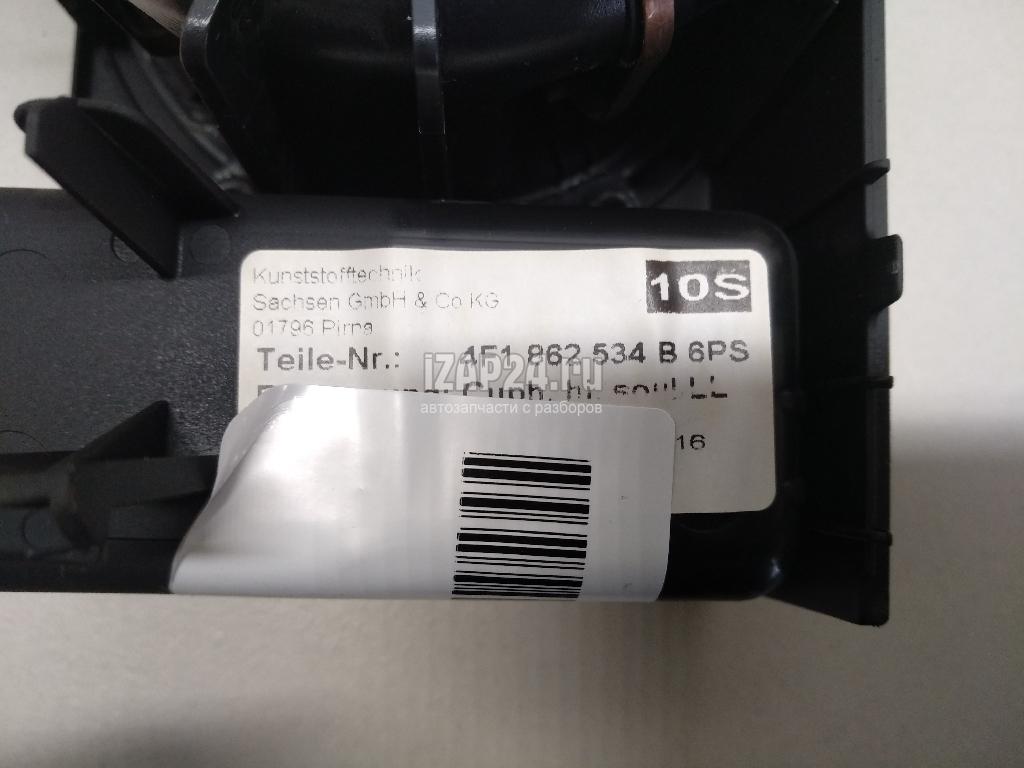 Kunststofftechnik
Sachsen GmbH & Co KG
01796 Pirna
10S
Teile-Nr.: 4F1 862 534 B 6PS
iZAP24.ru
Cuph.
автозапчасти с разборов
16